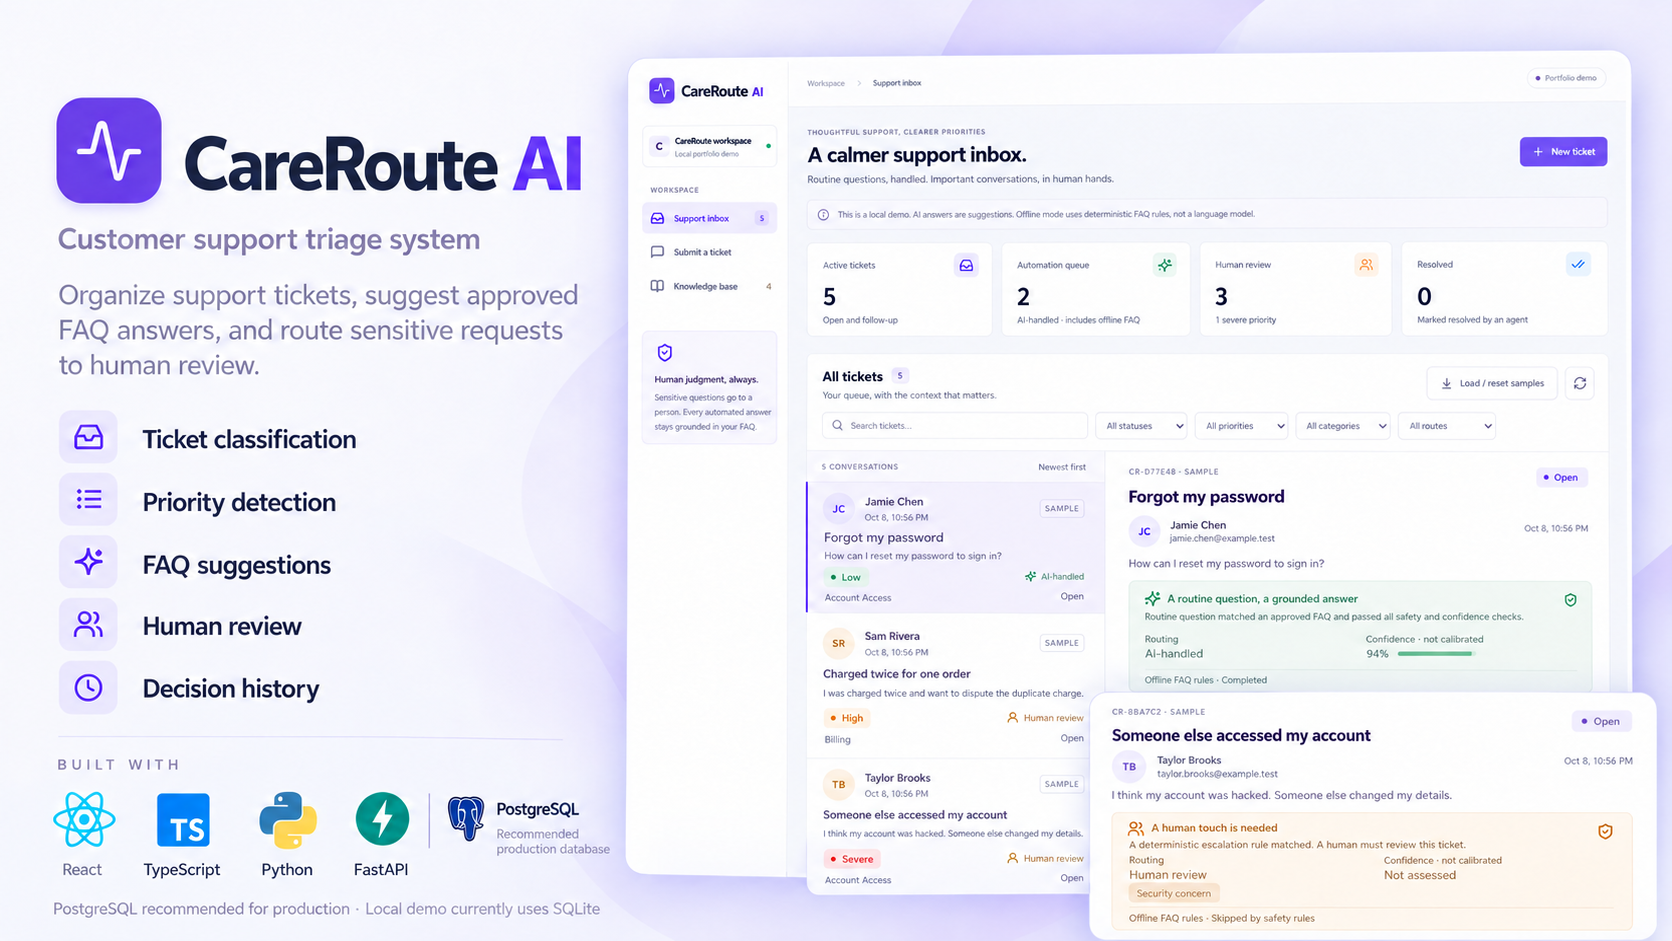 CareRoute AI
Customer support triage system
Organize support tickets, suggest approved
FAQ answers, and route sensitive requests
to human review.
Ticket classification
Priority detection
FAQ suggestions
Human review
Decision history
BUILT WITH
React
TS
TypeScript
Python
FastAPI
PostgreSQL
Recommended
production database
PostgreSQL recommended for production · Local demo currently uses SQLite
CareRoute AI
C
CareRoute workspace
Local portfolio demo
WORKSPACE
Support inbox 5
Submit a ticket
Knowledge base 4
Human judgment, always.
Sensitive questions go to a
person. Every automated answer
stays grounded in your FAQ
Workspace > Support inbox
Portfolio demo
THOUGHTFUL SUPPORT, CLEARER PRIORITIES
A calmer support inbox.
Routine questions, handled. Important conversations, in human hands.
+ New ticket
This is a local demo. AI answers are suggestions. Offline mode uses deterministic FAQ rules, not a language model.
Active tickets
5
Open and follow-up
Automation queue
2
AI-handled · includes offline FAQ
Human review
3
1 severe priority
Resolved
0
Marked resolved by an agent
All tickets 5
Your queue, with the context that matters.
Load / reset samples
Search tickets...
All statuses
All priorities
All categories
All routes
5 CONVERSATIONS
Newest first
JC
Jamie Chen
Oct 8, 10:56 PM
SAMPLE
Forgot my password
How can I reset my password to sign in?
Low
AI-handled
Account Access
Open
SR
Sam Rivera
Oct 8, 10:56 PM
SAMPLE
Charged twice for one order
I was charged twice and want to dispute the duplicate charge.
High
Human review
Billing
Open
TB
Taylor Brooks
Oct 8, 10:56 PM
SAMPLE
Someone else accessed my account
I think my account was hacked. Someone else changed my details.
Severe
Human review
Account Access
Open
CR-D77E4B · SAMPLE
Open
Forgot my password
JC
Jamie Chen
jamie.chen@example.test
Oct 8, 10:56 PM
How can I reset my password to sign in?
A routine question, a grounded answer
Routine question matched an approved FAQ and passed all safety and confidence checks.
Routing
Confidence · not calibrated
Ai-handled
94%
Offline FAQ rules · Completed
CR-8BA7C2 · SAMPLE
Open
Someone else accessed my account
TB
Taylor Brooks
taylor.brooks@example.test
Oct 8, 10:56 PM
I think my account was hacked. Someone else changed my details.
A human touch is needed
A deterministic escalation rule matched. A human must review this ticket.
Routing
Confidence · not calibrated
Human review
Not assessed
Security concern
Offline FAQ rules · Skipped by safety rules